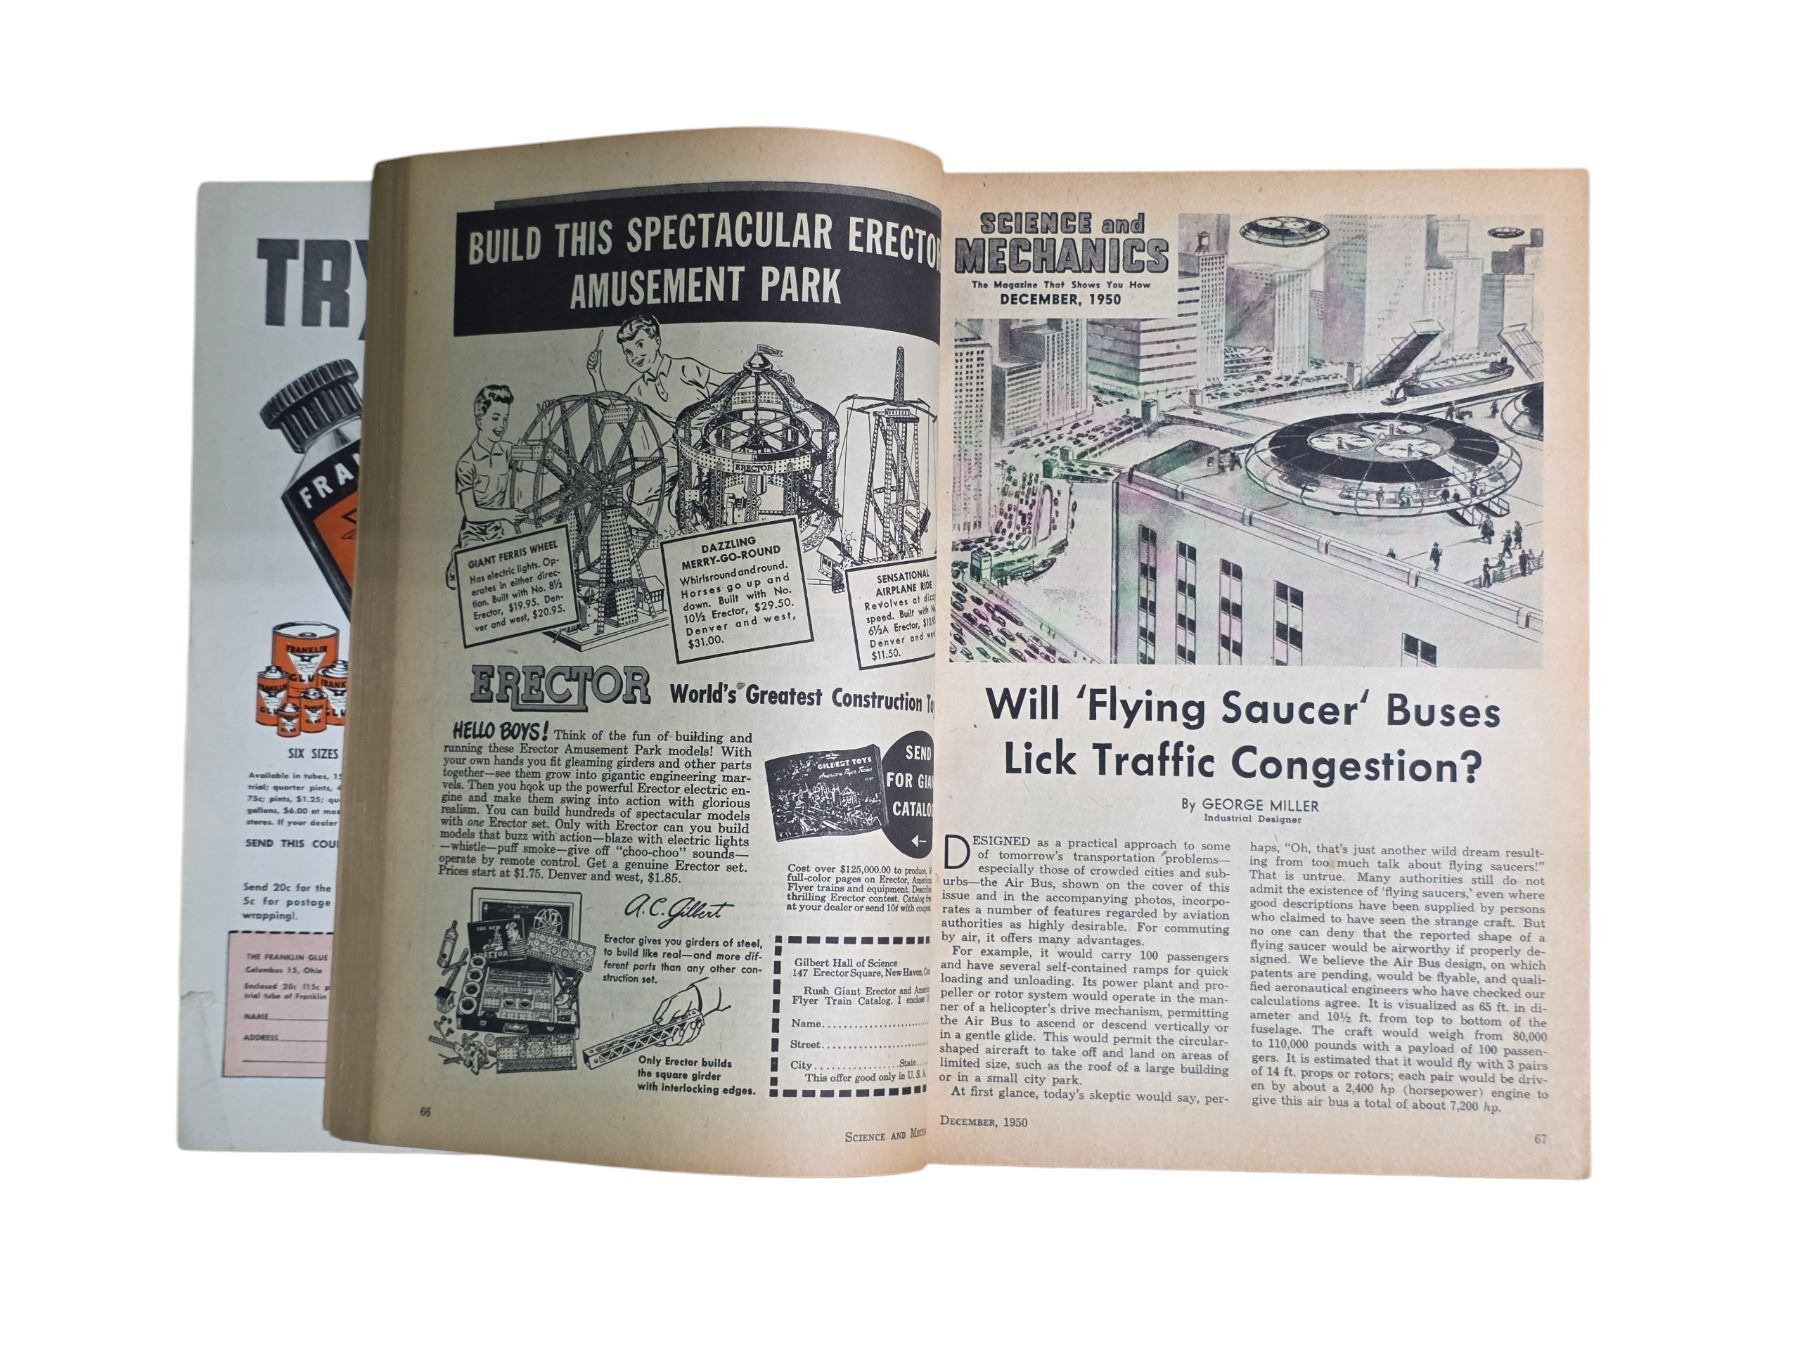 TRY
FRA
FRANKLIN
GLU
SIX SIZES
Available in tubes, 15
trial; quarter pints, 4
75c; pints, $1.25; qu
gallons, $6.00 at mos
stores. If your dealer
SEND THIS COU
Send 20c for the
5c for postage
wrapping).
THE FRANKLIN GLUE
Columbus 15, Ohio
Enclosed 20c (15c p
trial tube of Franklin
NAME
ADDRESS
BUILD THIS SPECTACULAR ERECTOR
AMUSEMENT PARK
ERECTOR
GIANT FERRIS WHEEL
Has electric lights. Op-
erates in either direc-
tion. Built with No. 8½
Erector, $19.95. Den-
ver and west, $20.95.
DAZZLING
MERRY-GO-ROUND
Whirls round and round.
Horses go up and
down. Built with No.
10½ Erector, $29.50.
Denver and west,
$31.00.
SENSATIONAL
AIRPLANE RIDE
Revolves at dizz
speed. Built with N
6½A Erector,
Denver and we
$11.50.
ERECTOR World's Greatest Construction To
HELLO BOYS! Think of the fun of building and
running these Erector Amusement Park models! With
your own hands you fit gleaming girders and other parts
together—see them grow into gigantic engineering mar-
vels. Then you hook up the powerful Erector electric en-
gine and make them swing into action with glorious
realism. You can build hundreds of spectacular models
with one Erector set. Only with Erector can you build
models that buzz with action—blaze with electric lights
—whistle—puff smoke—give off "choo-choo" sounds—
operate by remote control. Get a genuine Erector set.
Prices start at $1.75. Denver and west, $1.85.
A.C. Gilbert
GILBERT TOYS
SEND
FOR GIAN
CATALO
Cost over $125,000.00 to produce.
full-color pages on Erector, American
Flyer trains and equipment. Describe
thrilling Erector contest. Catalog fre
at your dealer or send 10¢ with coupo
Erector gives you girders of steel,
to build like real—and more dif-
ferent parts than any other con-
struction set.
Only Erector builds
the square girder
with interlocking edges.
Gilbert Hall of Science
147 Erector Square, New Haven, Con
Rush Giant Erector and Ameri
Flyer Train Catalog. I enclose
Name
Street
City State
This offer good only in U. S. A.
66
SCIENCE AND MECHA
SCIENCE and
MECHANICS
The Magazine That Shows You How
DECEMBER, 1950
Will 'Flying Saucer' Buses
Lick Traffic Congestion?
By GEORGE MILLER
Industrial Designer
DESIGNED as a practical approach to some
of tomorrow's transportation problems—
especially those of crowded cities and sub-
urbs—the Air Bus, shown on the cover of this
issue and in the accompanying photos, incorpo-
rates a number of features regarded by aviation
authorities as highly desirable. For commuting
by air, it offers many advantages.
For example, it would carry 100 passengers
and have several self-contained ramps for quick
loading and unloading. Its power plant and pro-
peller or rotor system would operate in the man-
ner of a helicopter's drive mechanism, permitting
the Air Bus to ascend or descend vertically or
in a gentle glide. This would permit the circular-
shaped aircraft to take off and land on areas of
limited size, such as the roof of a large building
or in a small city park.
At first glance, today's skeptic would say, per-
haps, "Oh, that's just another wild dream result-
ing from too much talk about flying saucers!"
That is untrue. Many authorities still do not
admit the existence of 'flying saucers,' even where
good descriptions have been supplied by persons
who claimed to have seen the strange craft. But
no one can deny that the reported shape of a
flying saucer would be airworthy if properly de-
signed. We believe the Air Bus design, on which
patents are pending, would be flyable, and quali-
fied aeronautical engineers who have checked our
calculations agree. It is visualized as 65 ft. in di-
ameter and 10½ ft. from top to bottom of the
fuselage. The craft would weigh from 80,000
to 110,000 pounds with a payload of 100 passen-
gers. It is estimated that it would fly with 3 pairs
of 14 ft. props or rotors; each pair would be driv-
en by about a 2,400 hp (horsepower) engine to
give this air bus a total of about 7,200 hp.
DECEMBER, 1950
67